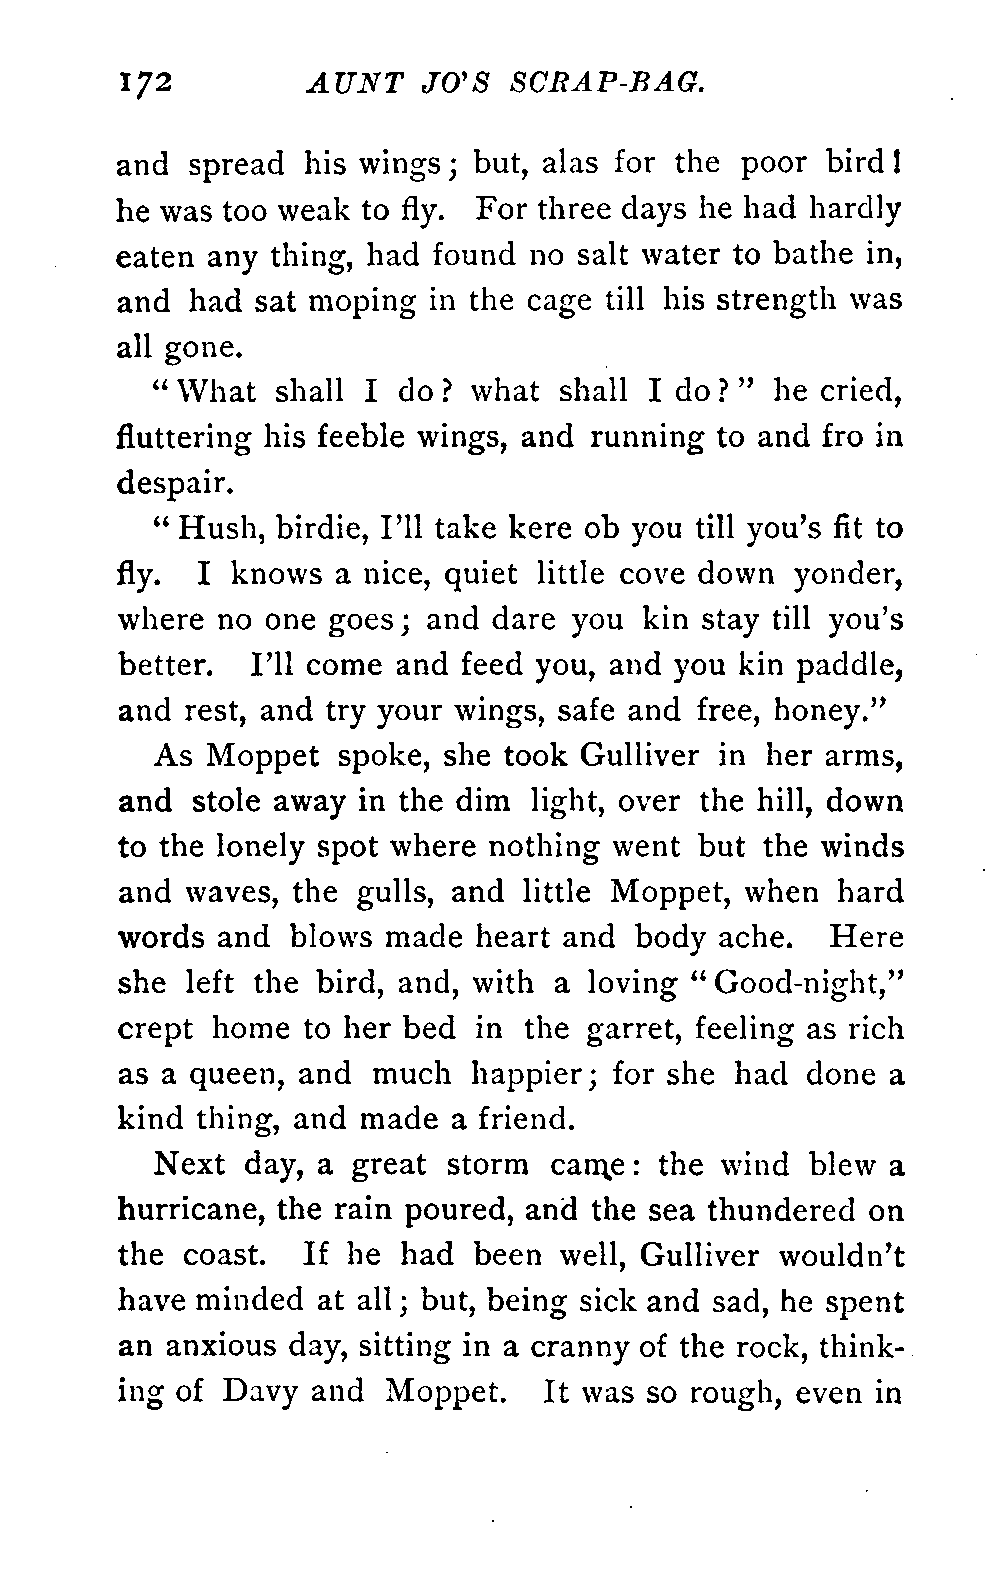 172 AUNT JO'S SCRAP-BAG.
and spread his wings; but, alas for the poor bird!
he was too weak to fly. For three days he had hardly
eaten any thing, had found no salt water to bathe in,
and had sat moping in the cage till his strength was
all gone.
"What shall I do? what shall I do?" he cried,
fluttering his feeble wings, and running to and fro in
despair.
"Hush, birdie, I'll take kere ob you till you's fit to
fly. I knows a nice, quiet little cove down yonder,
where no one goes; and dare you kin stay till you's
better. I'll come and feed you, and you kin paddle,
and rest, and try your wings, safe and free, honey."
As Moppet spoke, she took Gulliver in her arms,
and stole away in the dim light, over the hill, down
to the lonely spot where nothing went but the winds
and waves, the gulls, and little Moppet, when hard
words and blows made heart and body ache. Here
she left the bird, and, with a loving "Good-night,"
crept home to her bed in the garret, feeling as rich
as a queen, and much happier; for she had done a
kind thing, and made a friend.
Next day, a great storm came: the wind blew a
hurricane, the rain poured, and the sea thundered on
the coast. If he had been well, Gulliver wouldn't
have minded at all; but, being sick and sad, he spent
an anxious day, sitting in a cranny of the rock, think-
ing of Davy and Moppet. It was so rough, even in